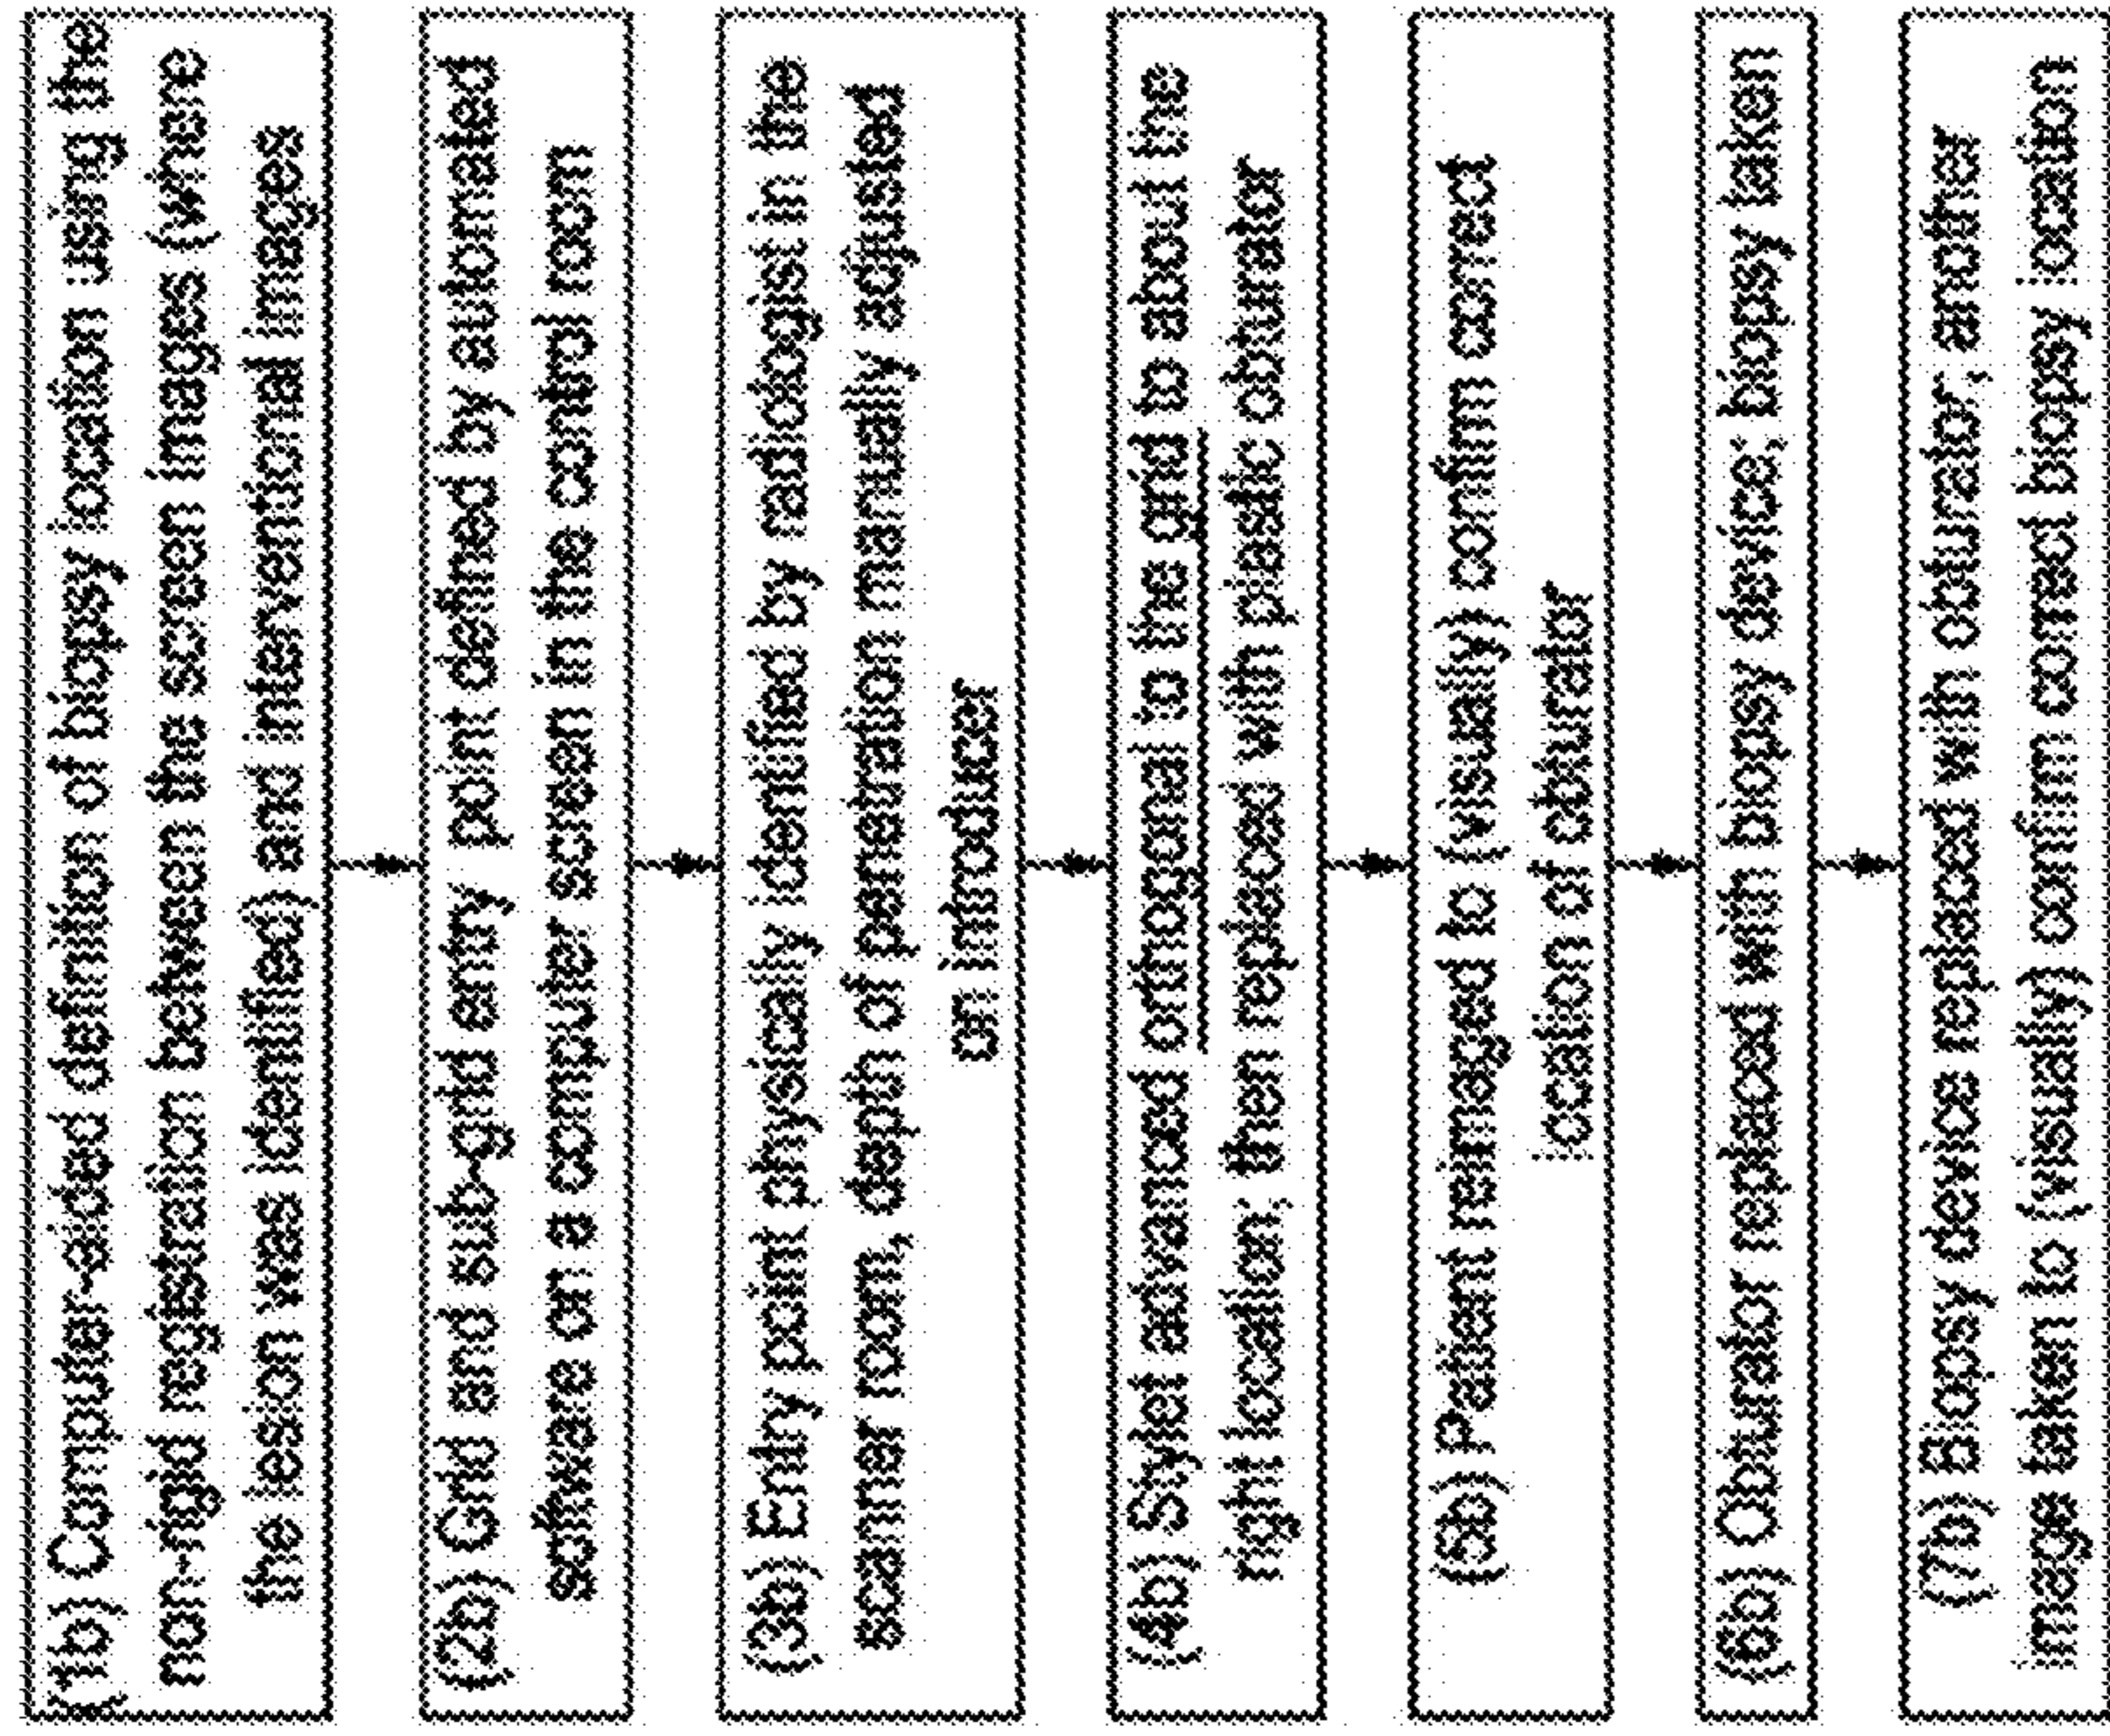 (1b) Computer-aided definition of biopsy location using the
non-rigid registration between the screen images (where
the lesion was identified) and interventional images
(2b) Grid and sub-grid entry point defined by automated
software on a computer screen in the control room
(3b) Entry point physically identified by radiologist in the
scanner room, depth of penetration manually adjusted
on introducer
(4b) Stylet advanced orthogonal to the grid to about the
right location; then replaced with plastic obturator
(5b) Patient remaged to (visually) confirm correct
location of obturator
(6b) Obturator replaced with biopsy device; biopsy taken
(7b) Biopsy device replaced with obturator; another
image taken to (visually) confirm correct biopsy location